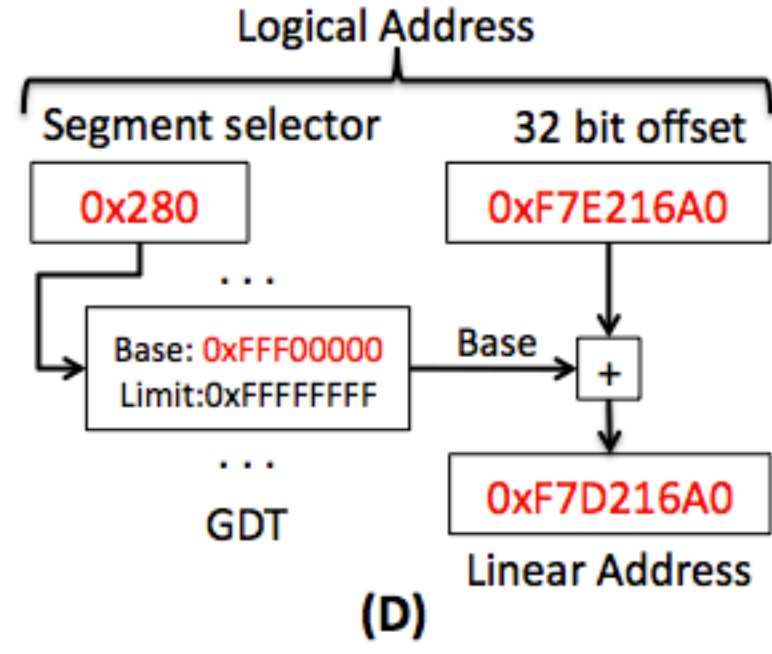 Logical Address
Segment selector
32 bit offset
0x280
0xF7E216A0
. . .
Base: 0xFFF00000
Limit:0xFFFFFFFF
Base
+
. . .
GDT
0xF7D216A0
Linear Address
(D)